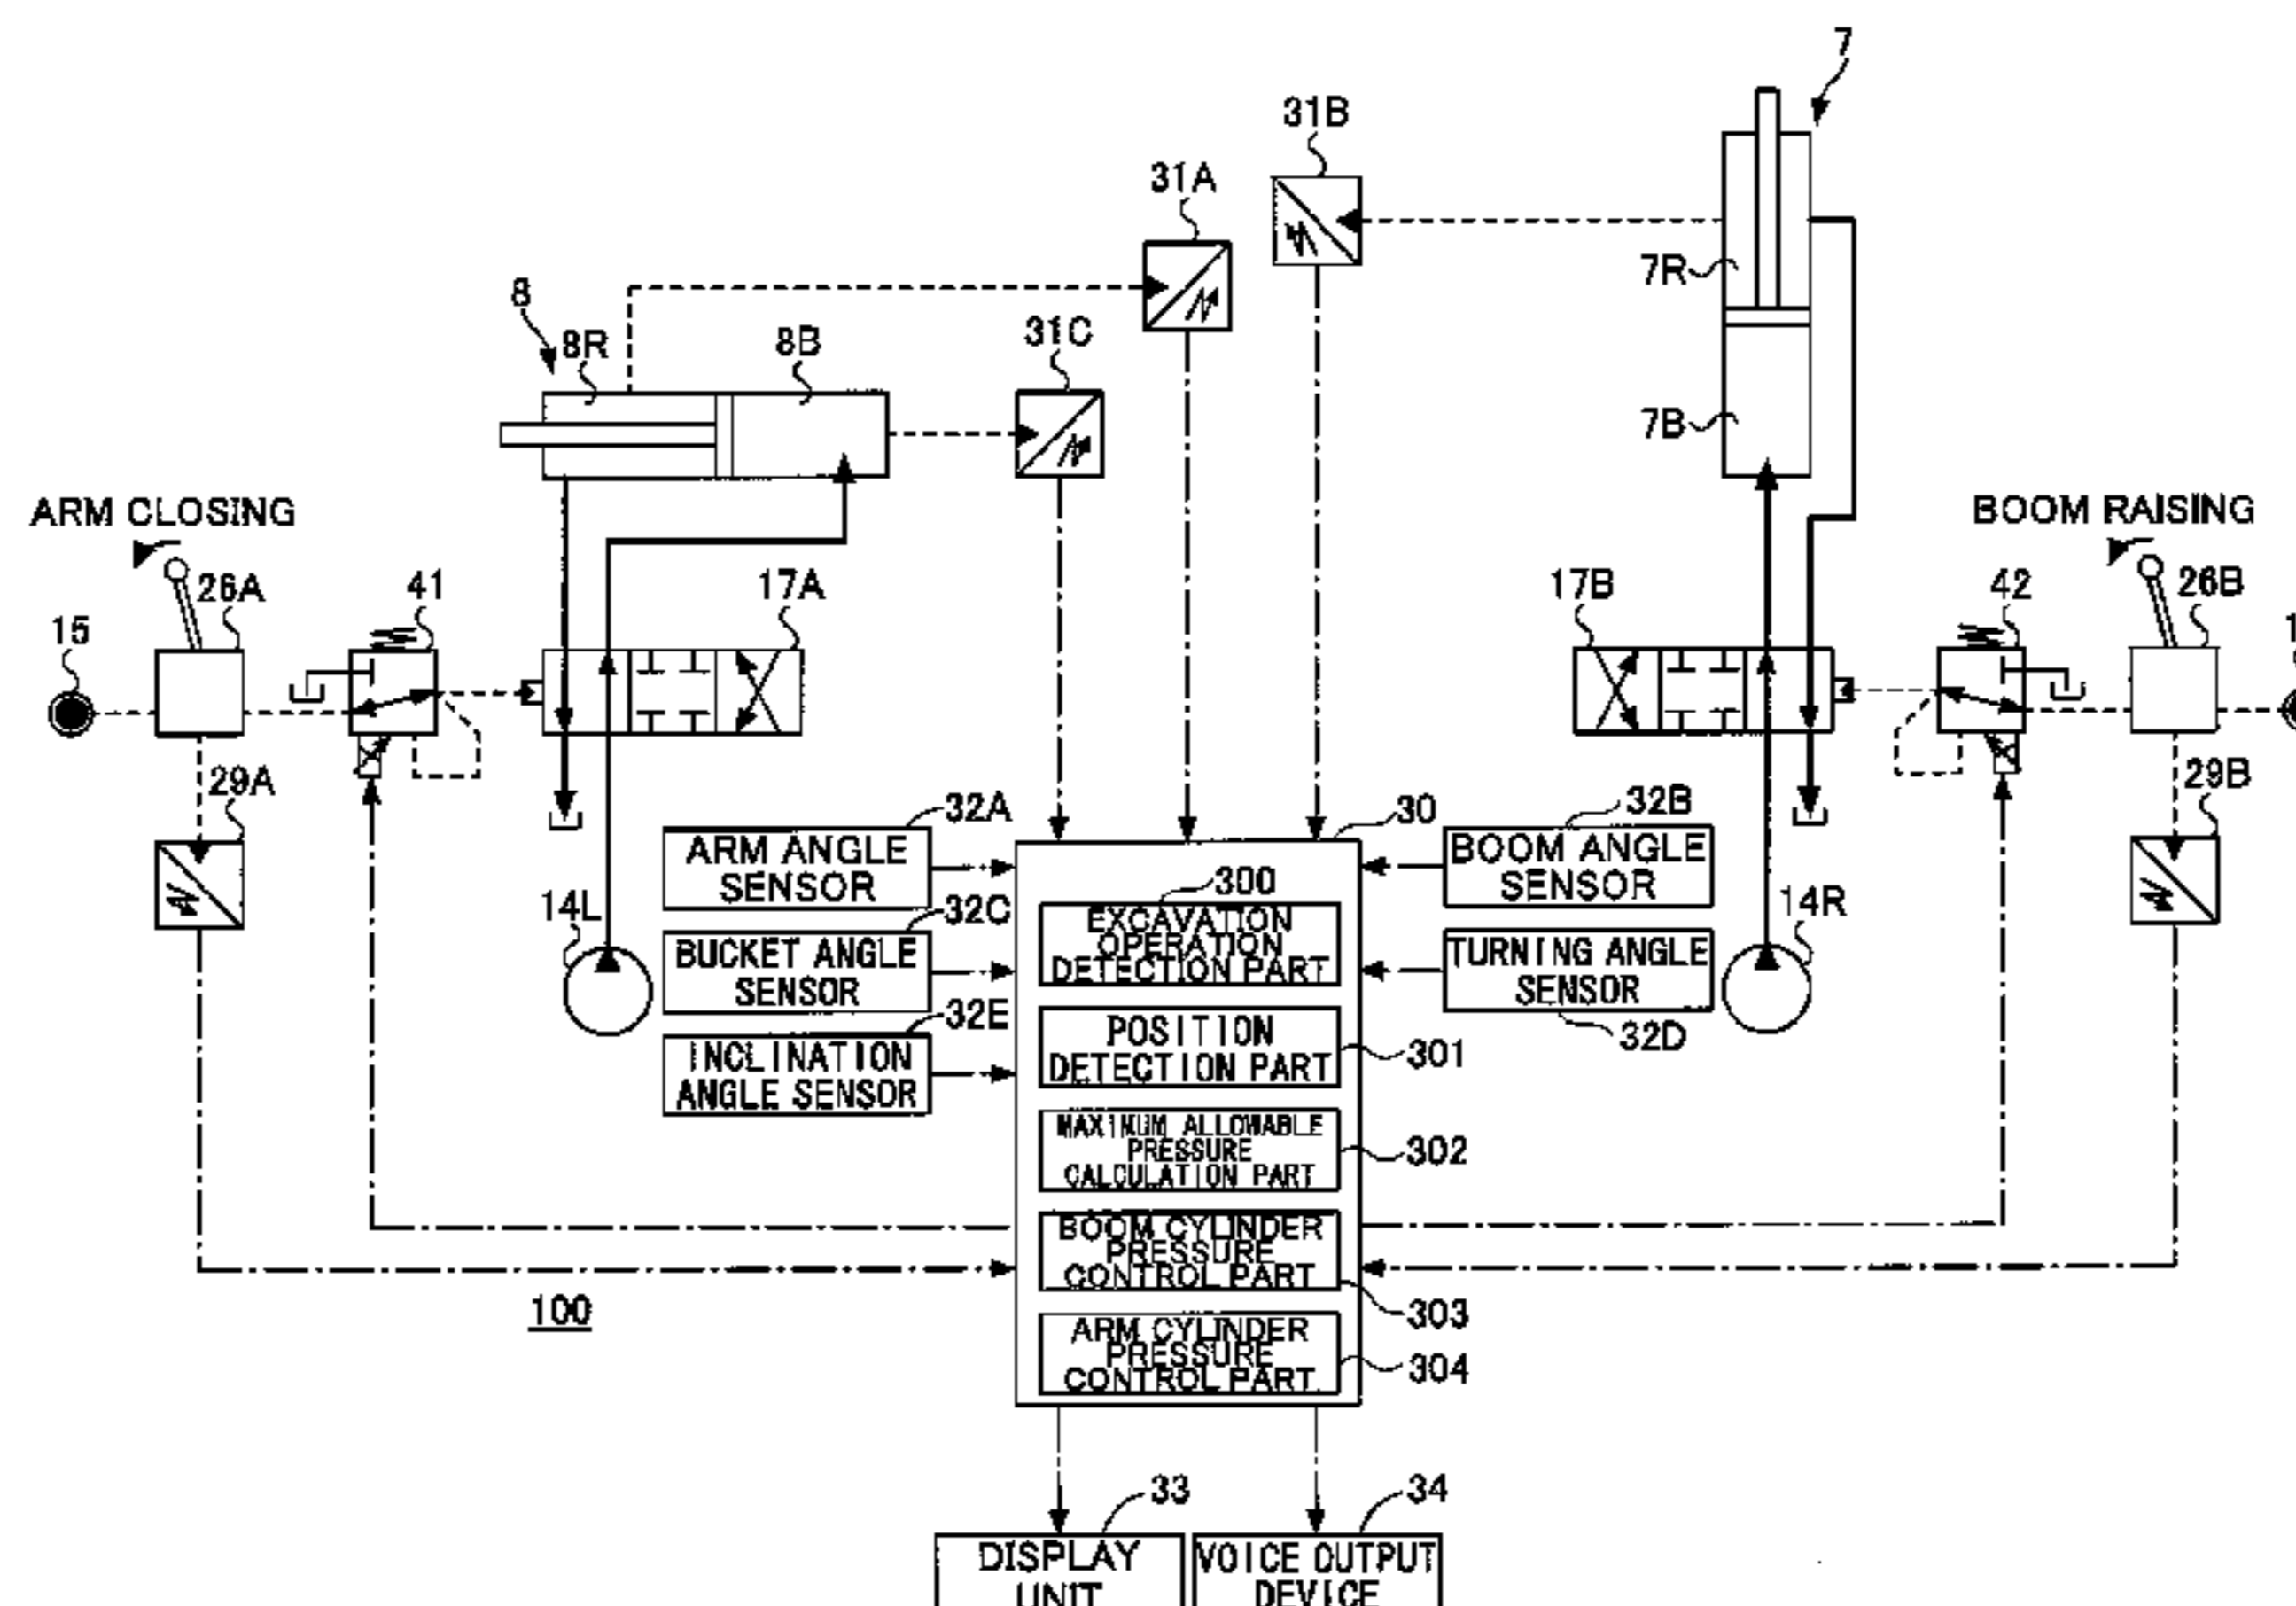 7
31B
31A
7R
8
8R
8B
31C
7B
ARM CLOSING
BOOM RAISING
26A
41
17A
17B
42
26B
15
1
29A
29B
32A
30
32B
ARM ANGLE
SENSOR
BOOM ANGLE
SENSOR
300
14L
32C
EXCAVATION
OPERATION
DETECTION PART
14R
BUCKET ANGLE
SENSOR
TURNING ANGLE
SENSOR
32E
32D
INCLINATION
ANGLE SENSOR
POSITION
DETECTION PART
301
MAXIMUM ALLOWABLE
PRESSURE
CALCULATION PART
302
BOOM CYLINDER
PRESSURE
CONTROL PART
303
100
ARM CYLINDER
PRESSURE
CONTROL PART
304
33
34
DISPLAY
UNIT
VOICE OUTPUT
DEVICE